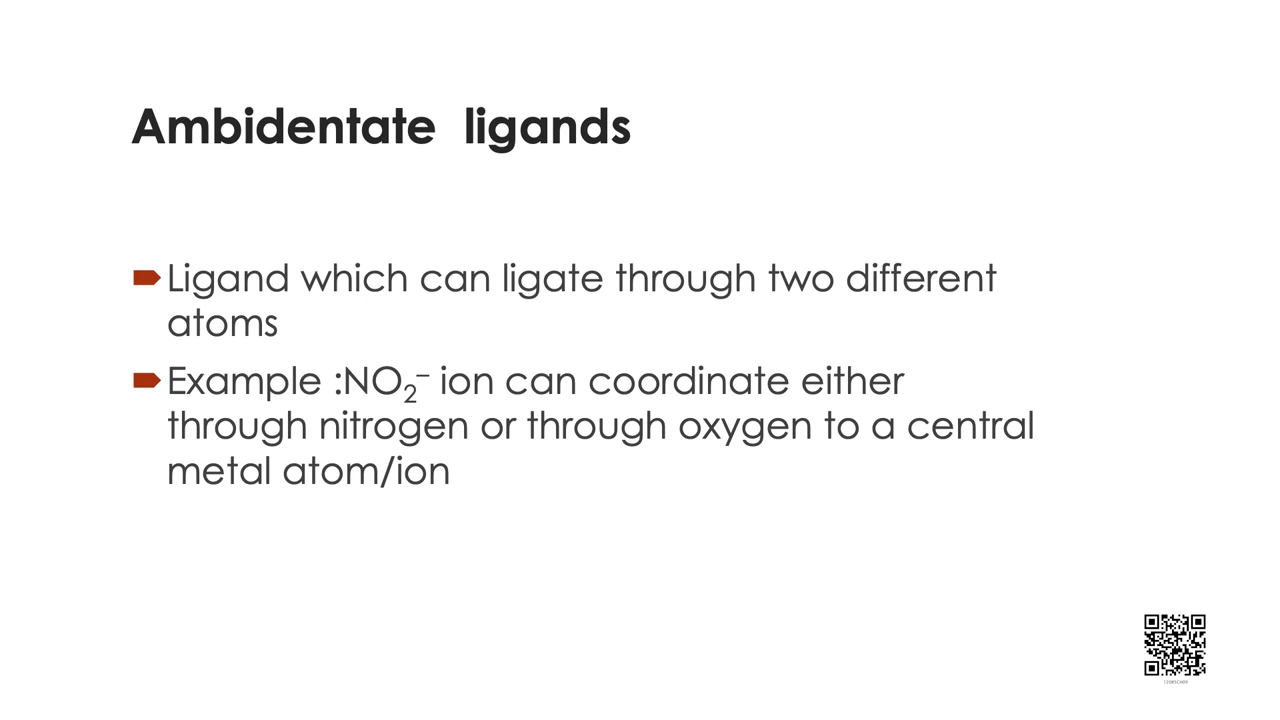 Ambidentate ligands
Ligand which can ligate through two different
atoms
Example :NO₂⁻ ion can coordinate either
through nitrogen or through oxygen to a central
metal atom/ion